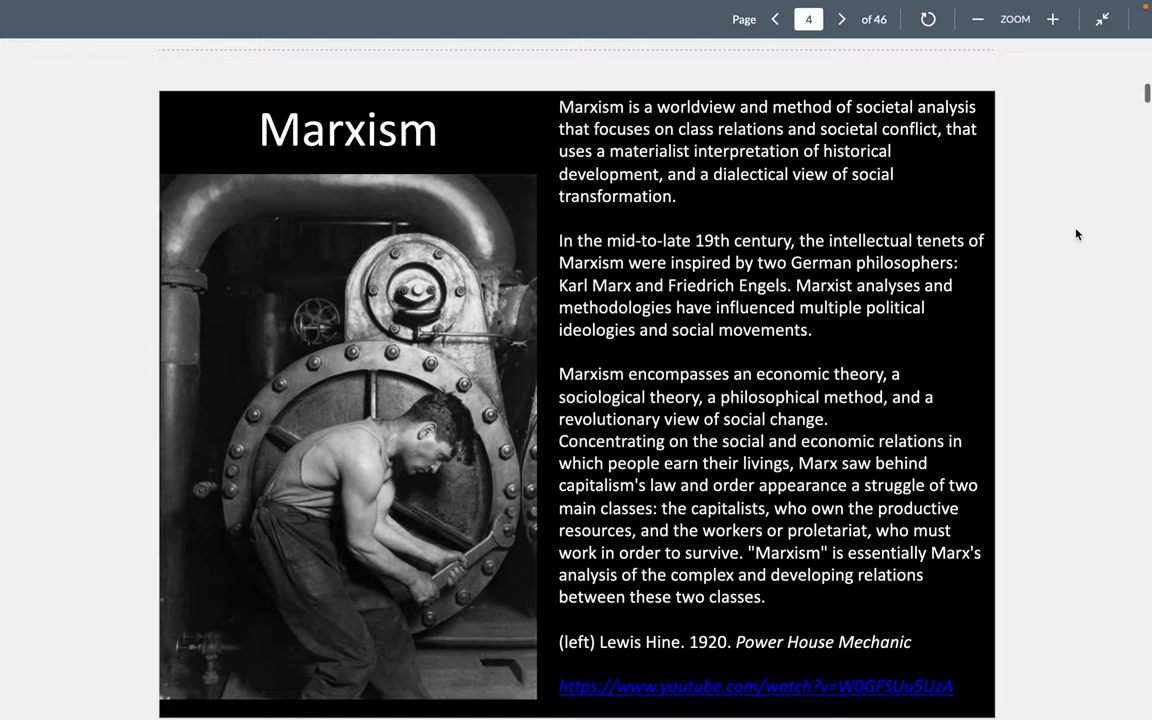 Page 4 of 46 ZOOM
Marxism
Marxism is a worldview and method of societal analysis
that focuses on class relations and societal conflict, that
uses a materialist interpretation of historical
development, and a dialectical view of social
transformation.
In the mid-to-late 19th century, the intellectual tenets of
Marxism were inspired by two German philosophers:
Karl Marx and Friedrich Engels. Marxist analyses and
methodologies have influenced multiple political
ideologies and social movements.
Marxism encompasses an economic theory, a
sociological theory, a philosophical method, and a
revolutionary view of social change.
Concentrating on the social and economic relations in
which people earn their livings, Marx saw behind
capitalism's law and order appearance a struggle of two
main classes: the capitalists, who own the productive
resources, and the workers or proletariat, who must
work in order to survive. "Marxism" is essentially Marx's
analysis of the complex and developing relations
between these two classes.
(left) Lewis Hine. 1920. Power House Mechanic
https://www.youtube.com/watch?v=W0GFSUu5UzA